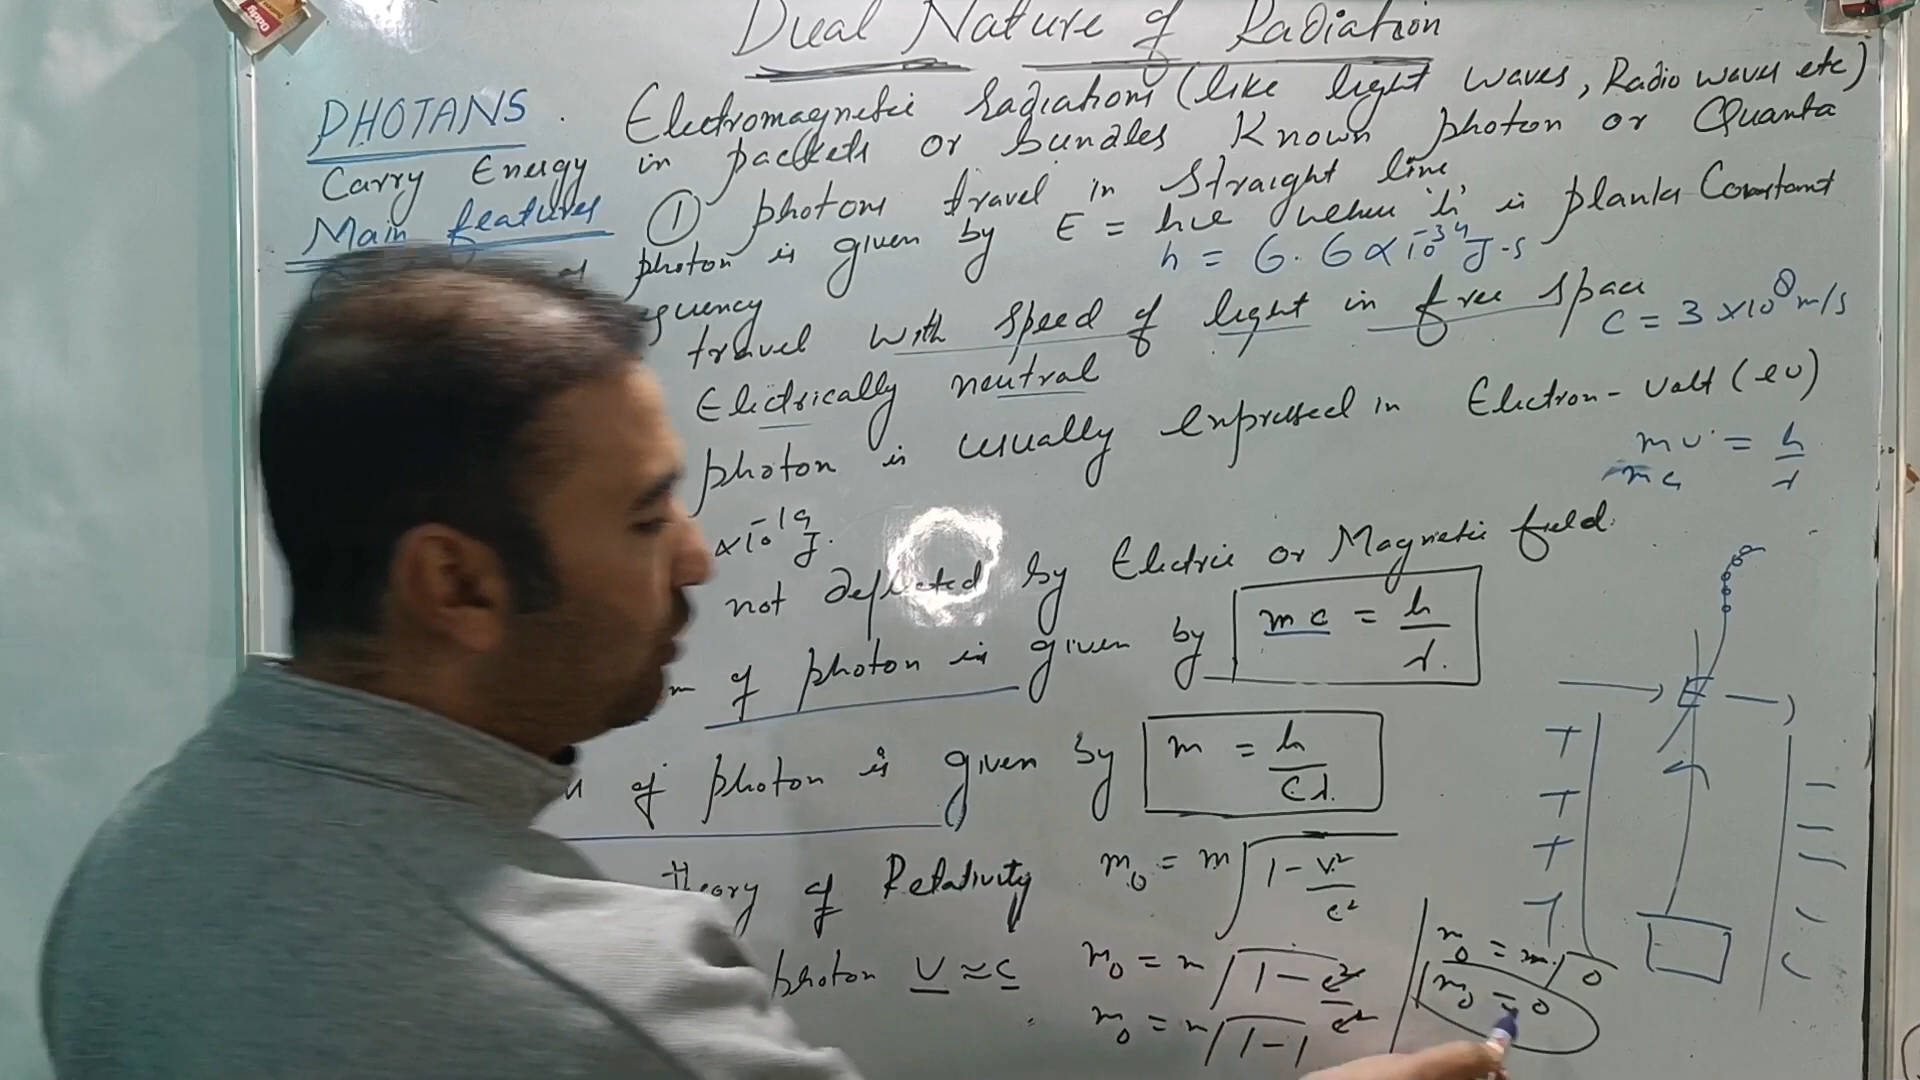 Dual Nature of Radiation
PHOTANS. Electromagnetic radiations (like light waves, Radio waves etc)
Carry Energy in packets or bundles Known photon or Quanta
Main features ① photons travel in straight line
photon is given by E = hν where 'h' is planks Constant
h = 6.6 × 10⁻³⁴ J-s
travel with speed of light in free space
C = 3 × 10⁸ m/s
Electrically neutral
photon is usually expressed in Electron-Volt (ev)
mv = h/λ
mc
×10⁻¹⁹ J.
not deflected by Electric or Magnetic field.
of photon is given by mc = h/λ.
of photon is given by m = h/cλ.
Theory of Relativity m₀ = m√1-v²/c²
photon v ≈ c m₀ = m√1-c²/c²
m₀ = m√1-1
m₀ = m√0
m₀ = 0
+ + + +